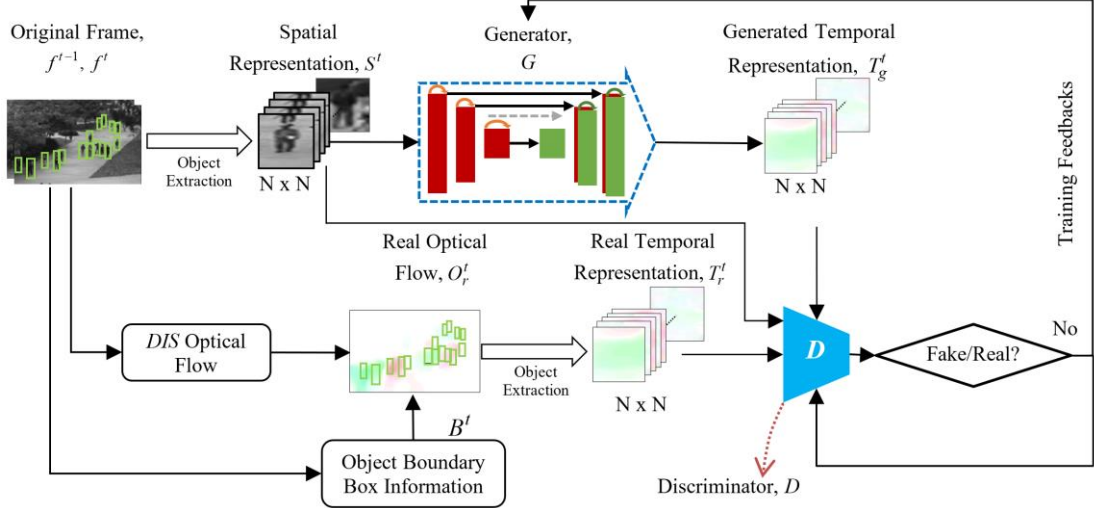 Original Frame,
f^{t-1}, f^t
Spatial
Representation, S^t
Generator,
G
Generated Temporal
Representation, T_g^t
Training Feedbacks
Object
Extraction
N x N
N x N
Real Optical
Flow, O_r^t
Real Temporal
Representation, T_r^t
DIS Optical
Flow
Object
Extraction
N x N
D
Fake/Real?
No
B^t
Object Boundary
Box Information
Discriminator, D